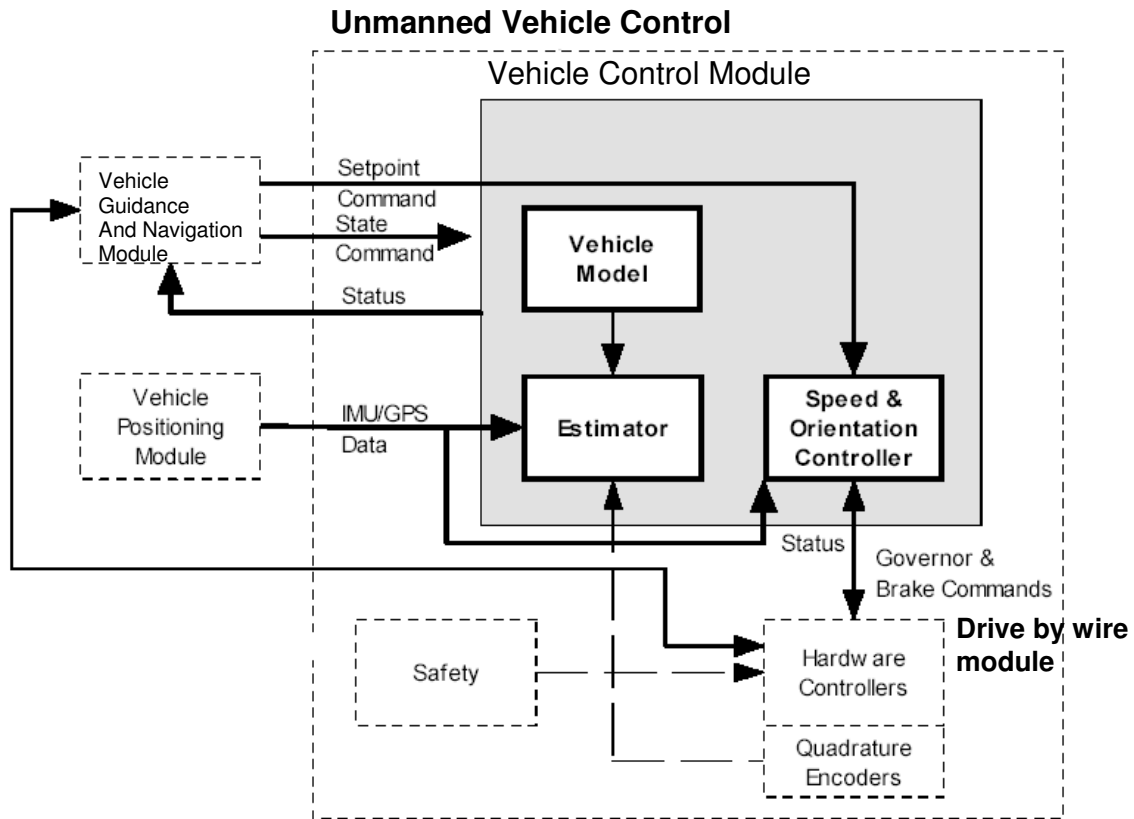 Unmanned Vehicle Control
Vehicle Control Module
Vehicle
Guidance
And Navigation
Module
Setpoint
Command
State
Command
Status
Vehicle
Model
Vehicle
Positioning
Module
IMU/GPS
Data
Estimator
Speed &
Orientation
Controller
Status
Governor &
Brake Commands
Drive by wire
module
Safety
Hardware
Controllers
Quadrature
Encoders